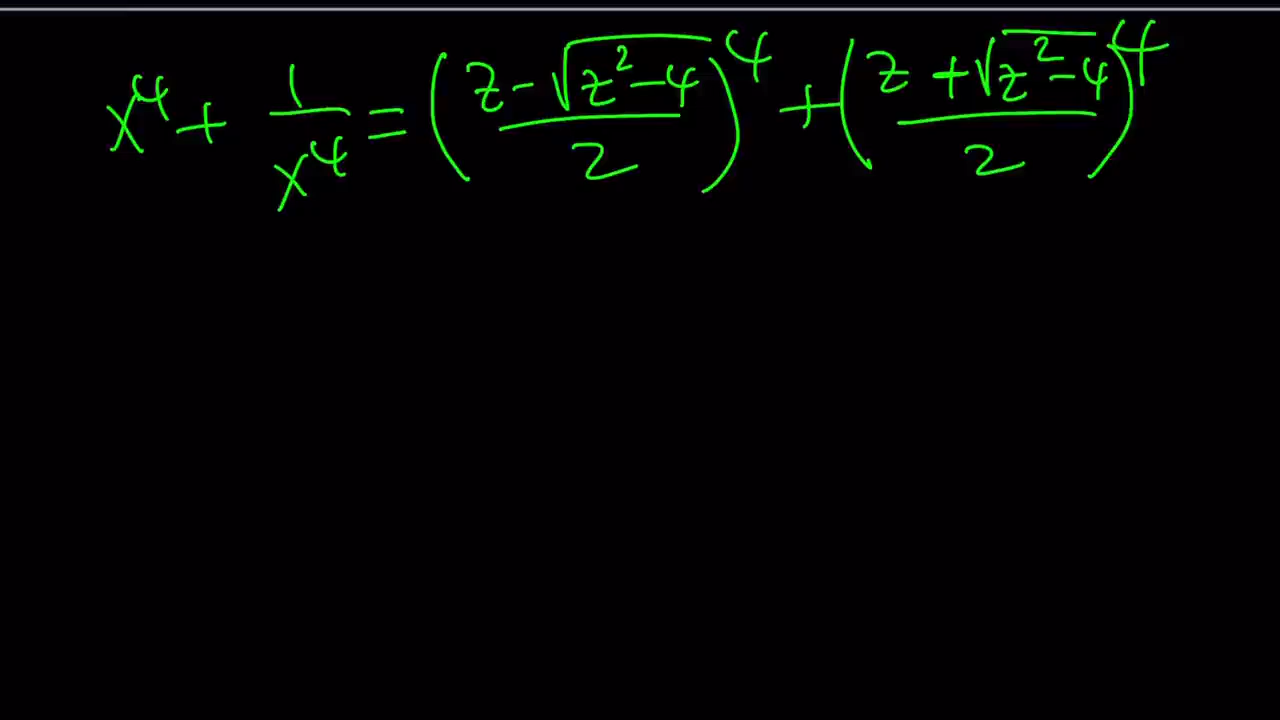 x⁴ + 1/x⁴ = ((z - √(z² - 4))/2)⁴ + ((z + √(z² - 4))/2)⁴